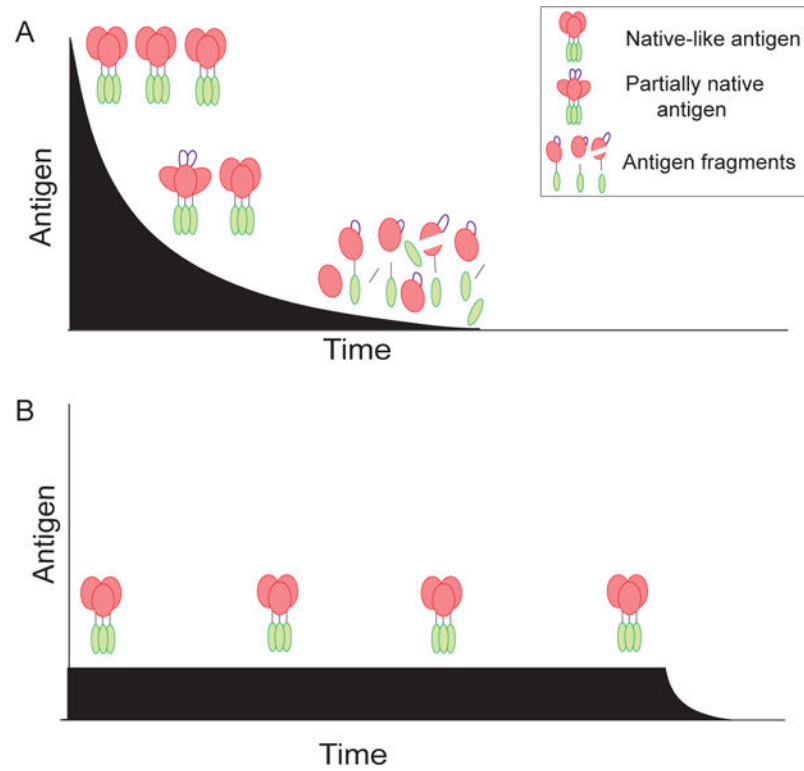 A
Antigen
Time
Native-like antigen
Partially native
antigen
Antigen fragments
B
Antigen
Time